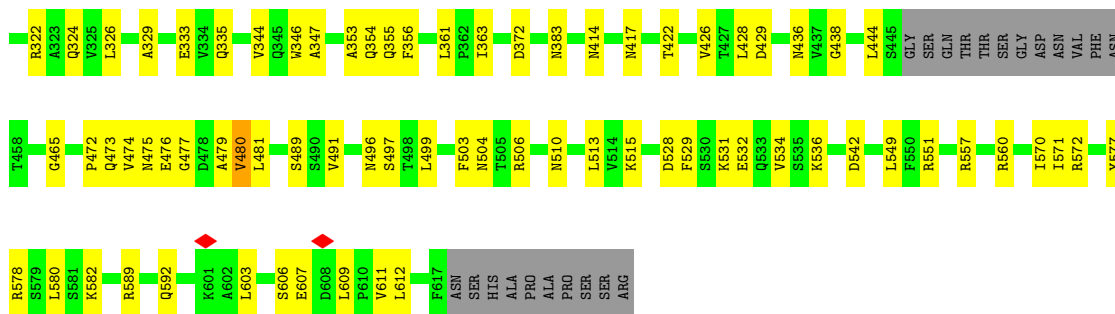 R322 A323 Q324 V325 L326 A329 E333 V334 Q335 V344 Q345 W346 A347 A353 Q354 Q355 F356 L361 P362 I363 D372 N383 N414 N417 T422 V426 T427 L428 D429 N436 V437 G438 L444 S445 GLY SER GLN THR THR SER GLY ASP ASN VAL PHE ASN
T458 G465 P472 Q473 V474 N475 E476 G477 D478 A479 V480 L481 S489 S490 V491 N496 S497 T498 L499 F503 N504 T505 R506 N510 L513 V514 K515 D528 F529 S530 K531 E532 Q533 V534 S535 K536 D542 L549 F550 R551 R557 R560 I570 I571 R572 Y577
R578 S579 L580 S581 K582 R589 Q592 K601 A602 L603 S606 E607 D608 L609 P610 V611 L612 F617 ASN SER HIS ALA PRO ALA PRO SER SER ARG